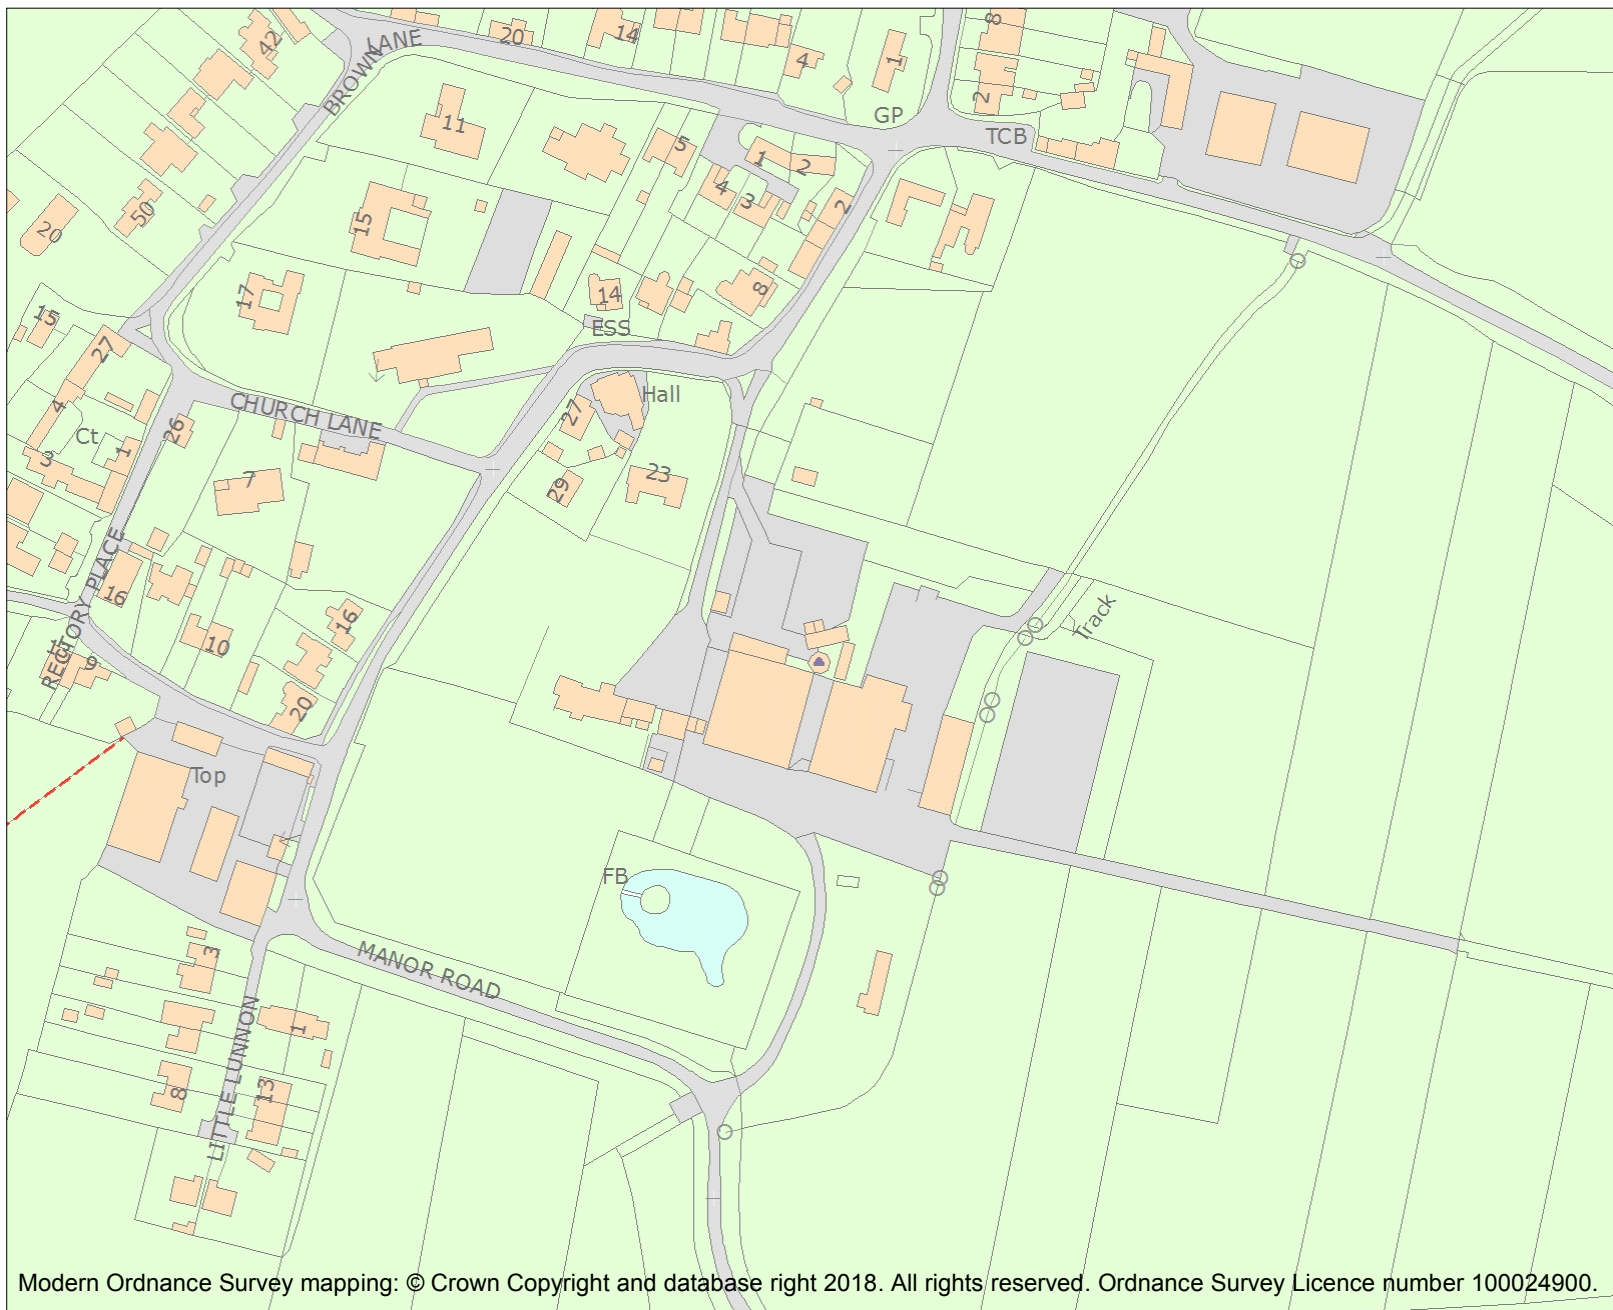 42
BROWN LANE
20
14
4
1
8
2
GP
TCB
11
5
1
2
4
3
2
50
20
15
17
14
8
ESS
15
27
Hall
CHURCH LANE
27
4
26
Ct
3
1
7
23
29
RECTORY PLACE
16
10
16
9
20
Track
Top
FB
MANOR ROAD
3
LITTLE LUNNON
1
8
13
Modern Ordnance Survey mapping: © Crown Copyright and database right 2018. All rights reserved. Ordnance Survey Licence number 100024900.